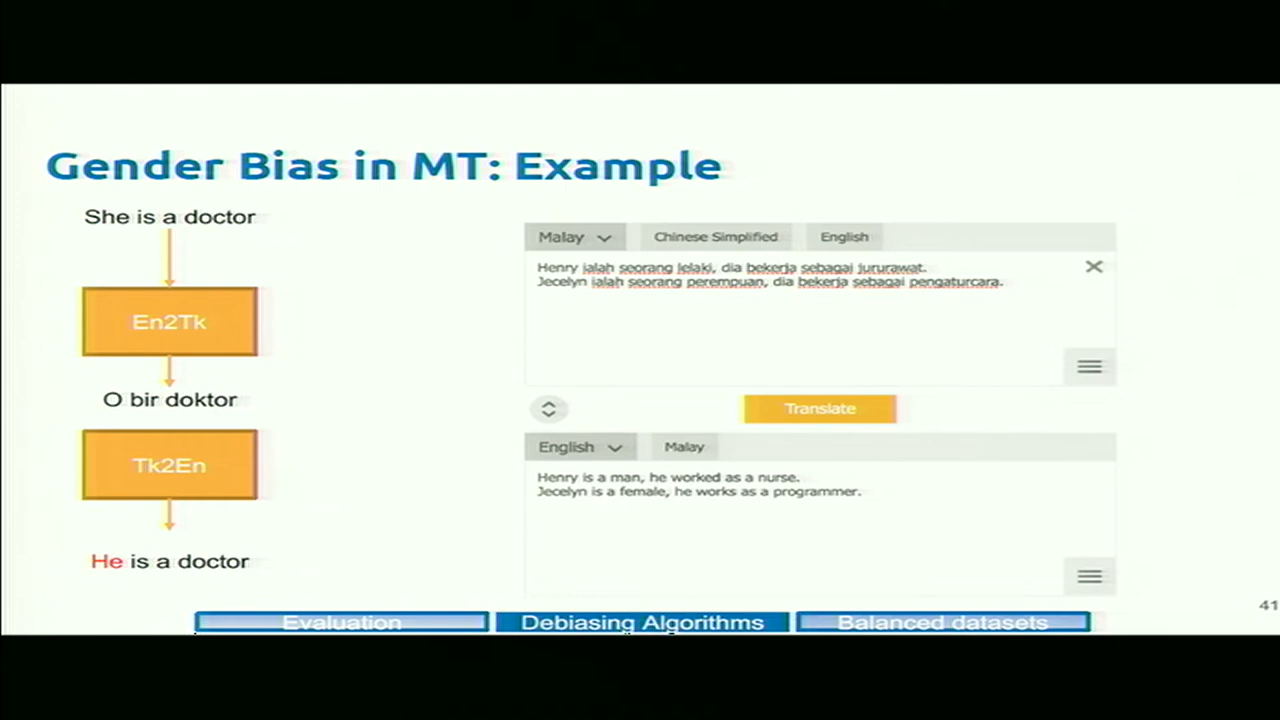 Gender Bias in MT: Example
She is a doctor
En2Tk
O bir doktor
Tk2En
He is a doctor
Malay
Chinese Simplified
English
Henry ialah seorang lelaki, dia bekerja sebagai jururawat.
Jecelyn ialah seorang perempuan, dia bekerja sebagai pengaturcara.
Translate
English
Malay
Henry is a man, he worked as a nurse.
Jecelyn is a female, he works as a programmer.
41
Evaluation
Debiasing Algorithms
Balanced datasets